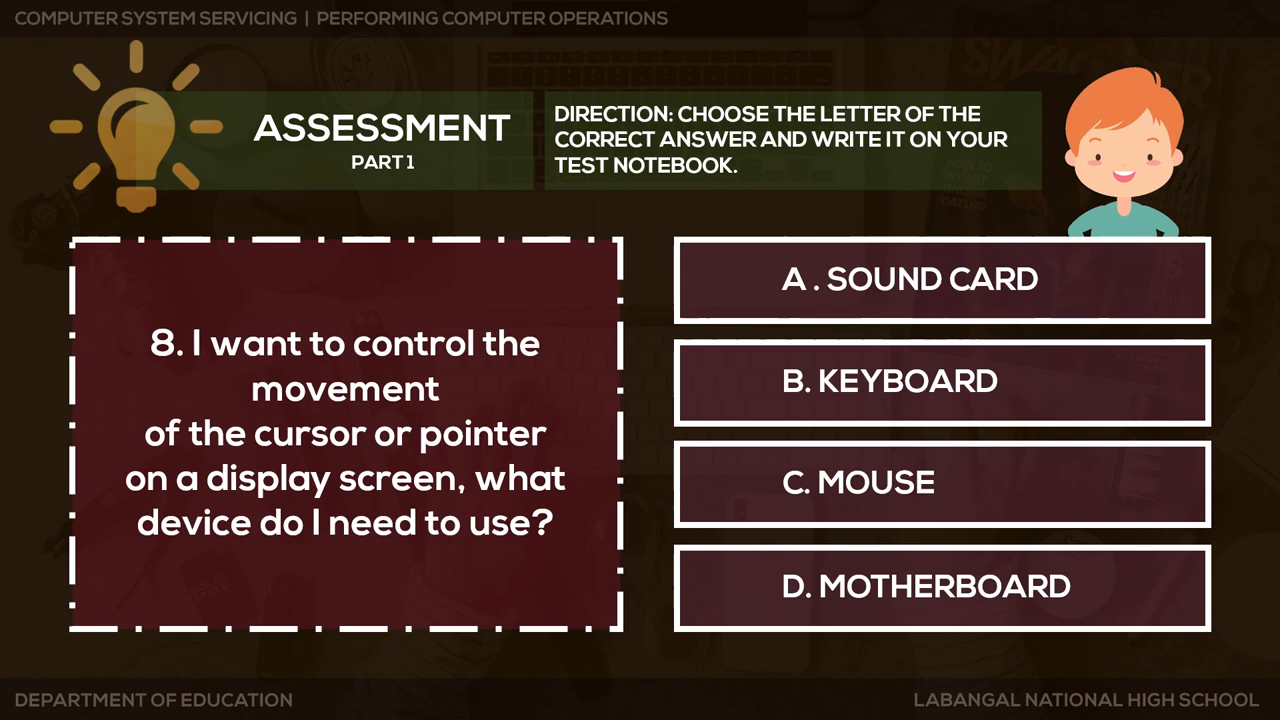 COMPUTER SYSTEM SERVICING | PERFORMING COMPUTER OPERATIONS
ASSESSMENT
PART 1
DIRECTION: CHOOSE THE LETTER OF THE
CORRECT ANSWER AND WRITE IT ON YOUR
TEST NOTEBOOK.
8. I want to control the
movement
of the cursor or pointer
on a display screen, what
device do I need to use?
A . SOUND CARD
B. KEYBOARD
C. MOUSE
D. MOTHERBOARD
DEPARTMENT OF EDUCATION
LABANGAL NATIONAL HIGH SCHOOL